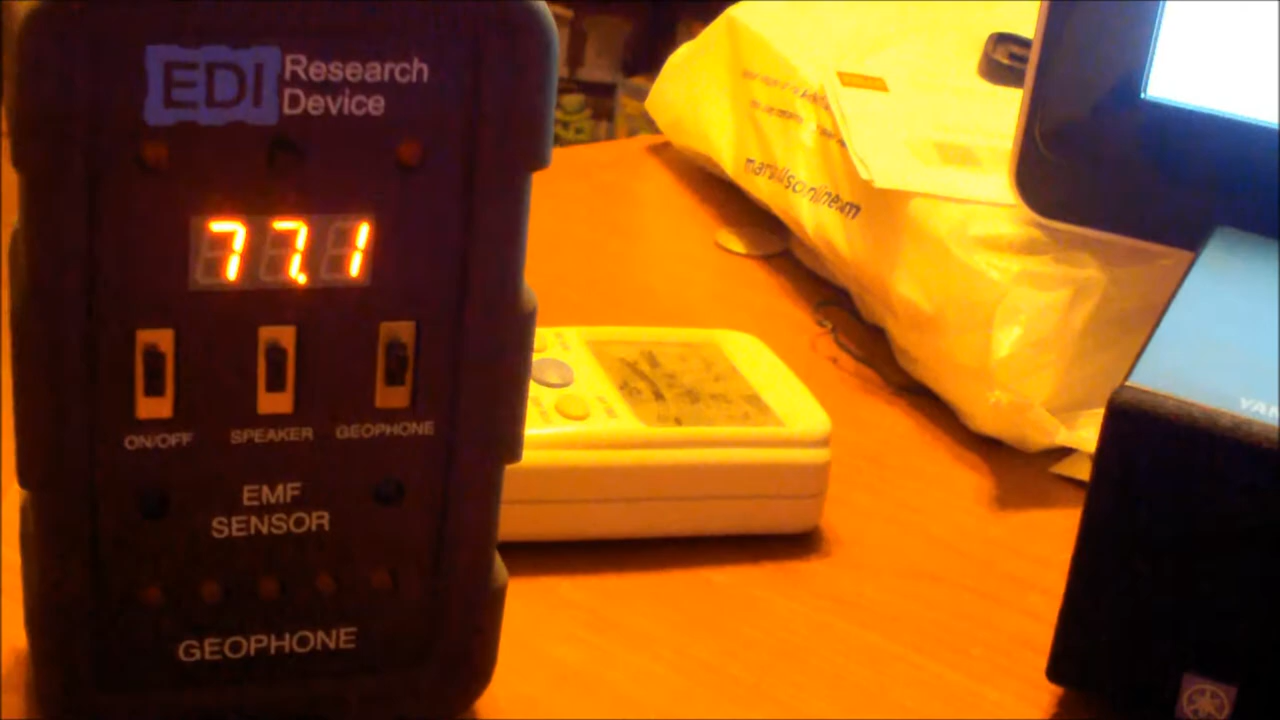 EDI Research
Device
77.1
ON/OFF SPEAKER GEOPHONE
EMF
SENSOR
GEOPHONE